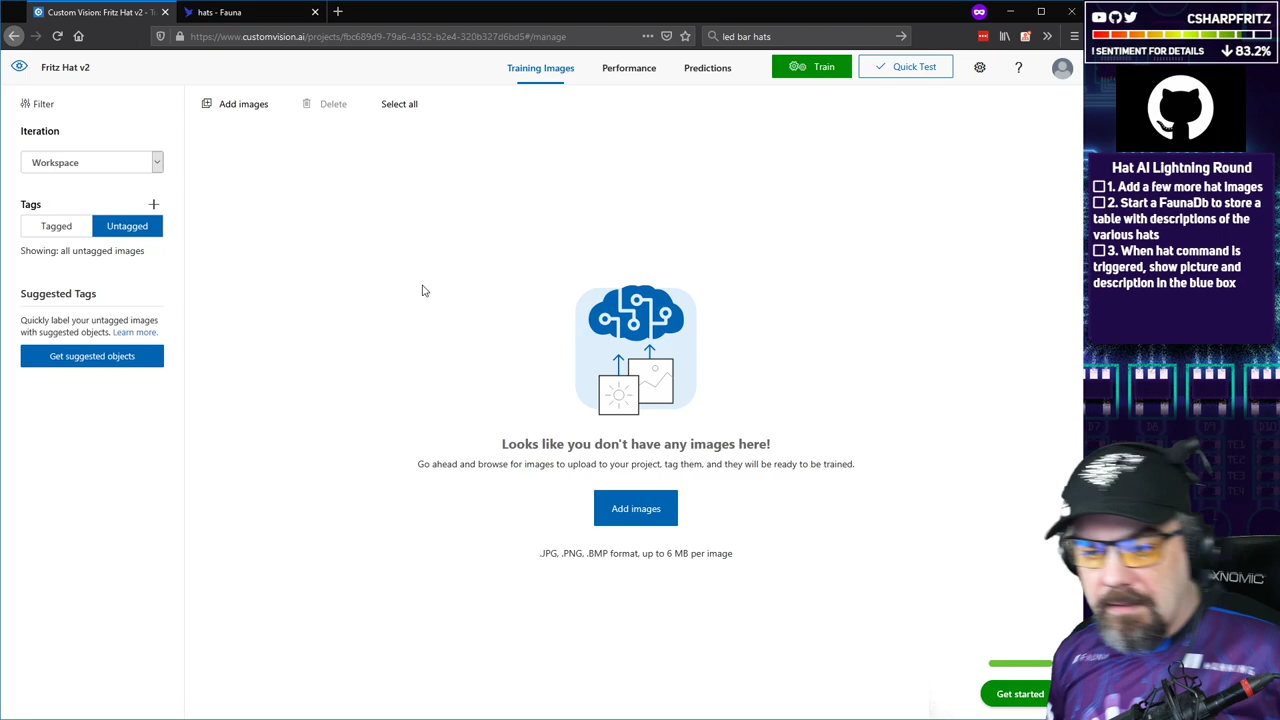 Custom Vision: Fritz Hat v2 - Tr
hats - Fauna
https://www.customvision.ai/projects/fbc689d9-79a6-4352-b2e4-320b327d6bd5#/manage
led bar hats
Fritz Hat v2
Training Images
Performance
Predictions
Train
Quick Test
Filter
Add images
Delete
Select all
Iteration
Workspace
Tags
Tagged
Untagged
Showing: all untagged images
Suggested Tags
Quickly label your untagged images
with suggested objects. Learn more.
Get suggested objects
Looks like you don't have any images here!
Go ahead and browse for images to upload to your project, tag them, and they will be ready to be trained.
Add images
.JPG, .PNG, .BMP format, up to 6 MB per image
Get started
CSHARPFRITZ
! SENTIMENT FOR DETAILS
83.2%
Hat AI Lightning Round
1. Add a few more hat images
2. Start a FaunaDb to store a
table with descriptions of the
various hats
3. When hat command is
triggered, show picture and
description in the blue box
XNOMIC